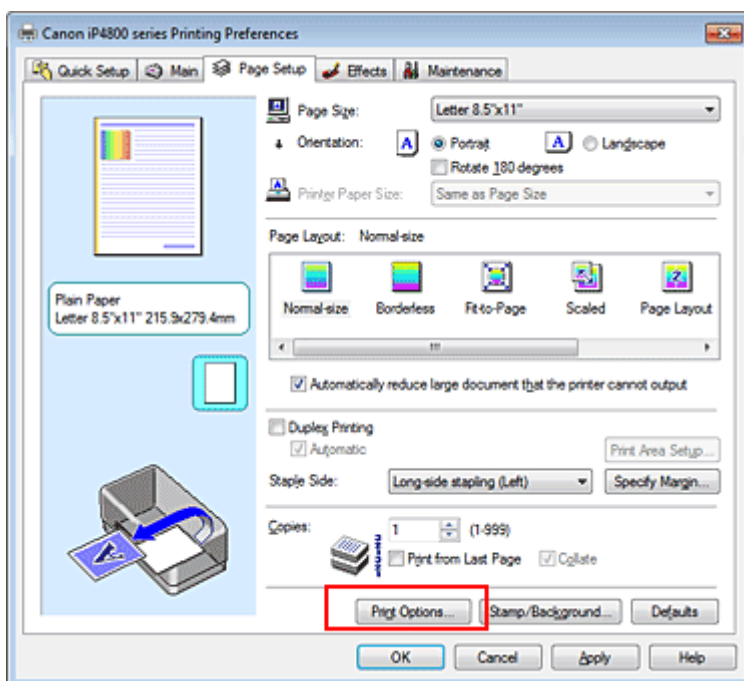 Canon iP4800 series Printing Preferences
Quick Setup Main Page Setup Effects Maintenance
Page Size: Letter 8.5"x11"
Orientation: A Portrait A Landscape
Rotate 180 degrees
Printer Paper Size: Same as Page Size
Page Layout: Normal-size
Normal-size Borderless Fit-to-Page Scaled Page Layout
Plain Paper
Letter 8.5"x11" 215.9x279.4mm
Automatically reduce large document that the printer cannot output
Duplex Printing
Automatic Print Area Setup...
Staple Side: Long-side stapling (Left) Specify Margin...
Copies: 1 (1-999)
Print from Last Page Collate
Print Options... Stamp/Background... Defaults
OK Cancel Apply Help